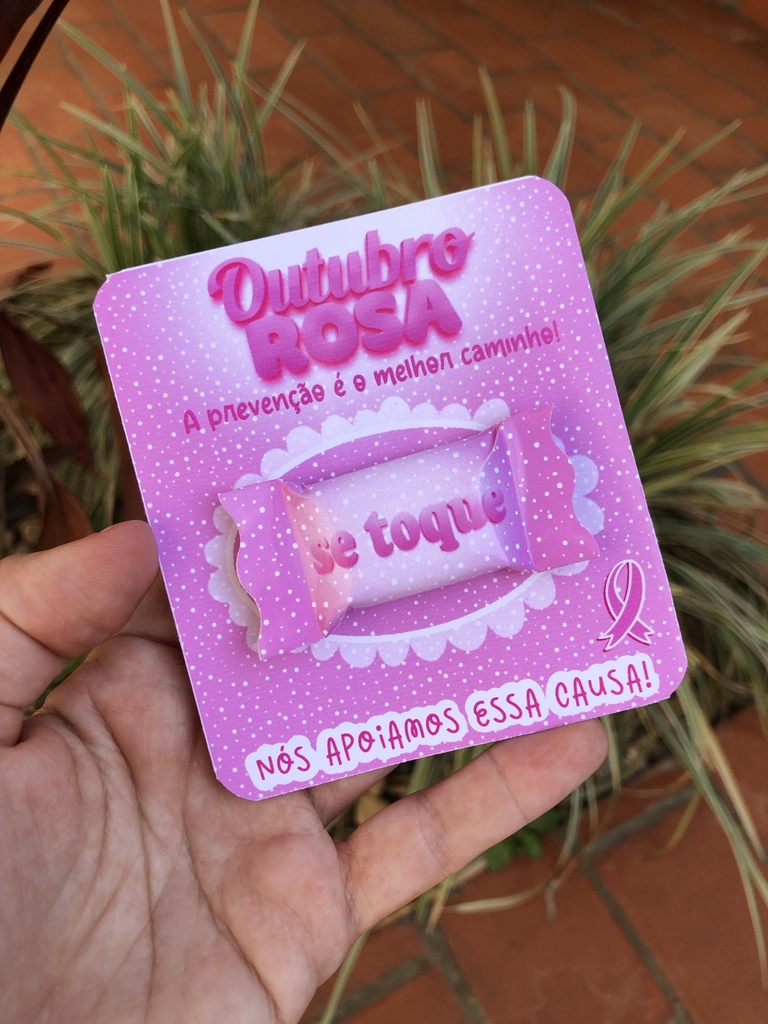 Outubro
ROSA
A prevenção é o melhor caminho!
se toque
NÓS APOIAMOS ESSA CAUSA!